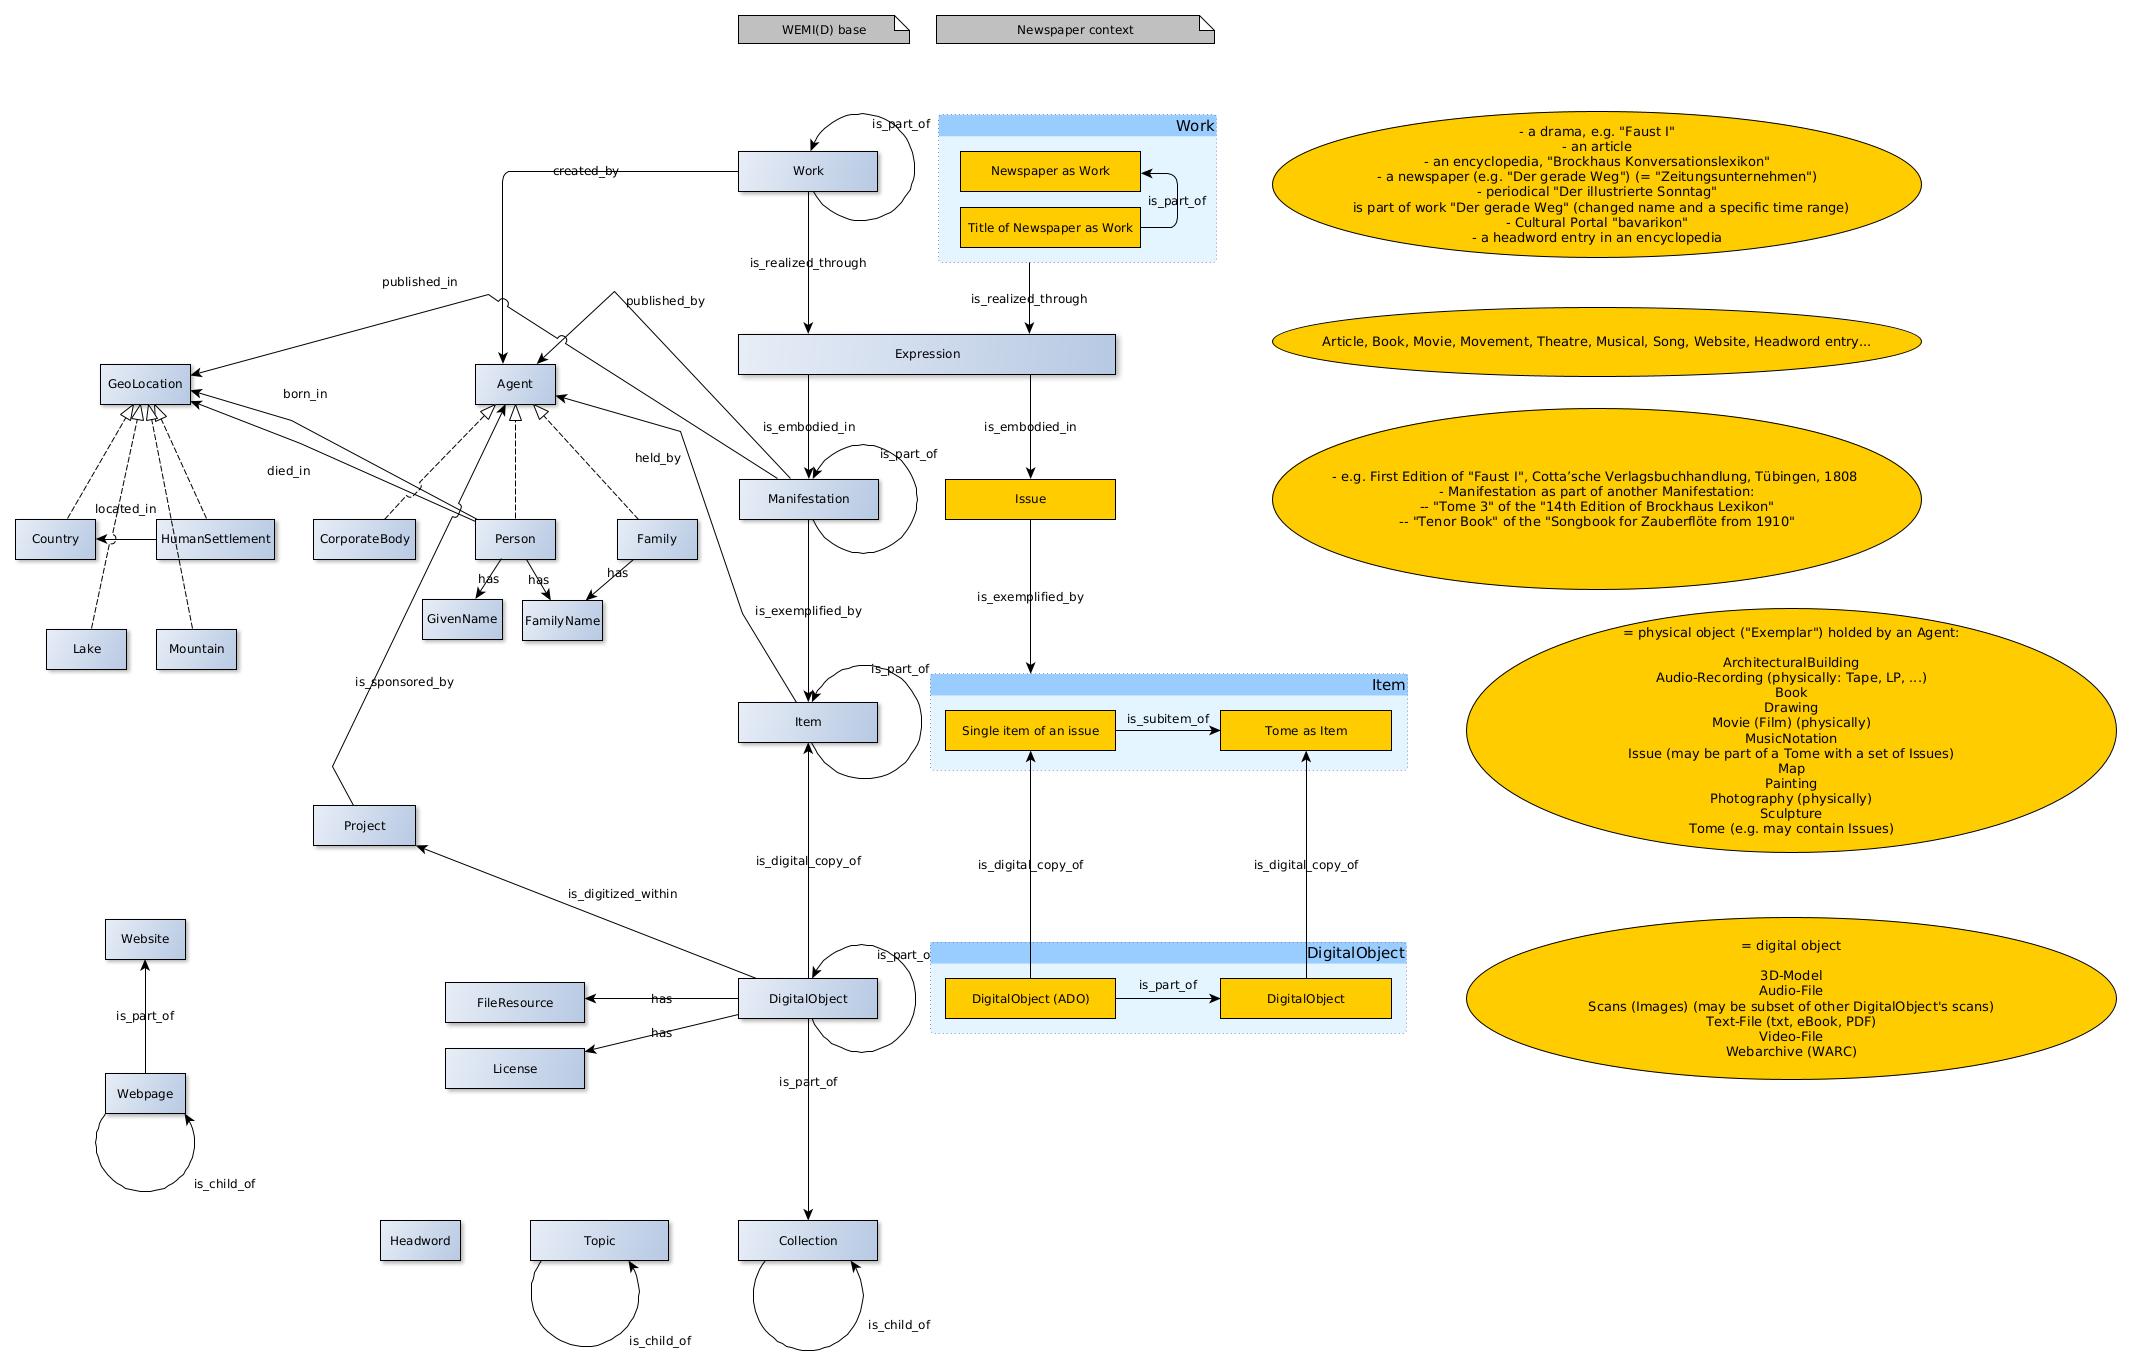 WEMI(D) base
Newspaper context
is_part_of
Work
- a drama, e.g. "Faust I"
- an article
- an encyclopedia, "Brockhaus Konversationslexikon"
- a newspaper (e.g. "Der gerade Weg") (= "Zeitungsunternehmen")
- periodical "Der illustrierte Sonntag"
is part of work "Der gerade Weg" (changed name and a specific time range)
- Cultural Portal "bavarikon"
- a headword entry in an encyclopedia
created_by
Work
Newspaper as Work
is_part_of
Title of Newspaper as Work
is_realized_through
published_in
published_by
is_realized_through
Expression
Article, Book, Movie, Movement, Theatre, Musical, Song, Website, Headword entry...
GeoLocation
Agent
born_in
is_embodied_in
is_embodied_in
is_part_of
held_by
died_in
- e.g. First Edition of "Faust I", Cotta’sche Verlagsbuchhandlung, Tübingen, 1808
- Manifestation as part of another Manifestation:
-- "Tome 3" of the "14th Edition of Brockhaus Lexikon"
-- "Tenor Book" of the "Songbook for Zauberflöte from 1910"
Manifestation
Issue
located_in
Country
HumanSettlement
CorporateBody
Person
Family
has
has
has
is_exemplified_by
is_exemplified_by
GivenName
FamilyName
Lake
Mountain
is_sponsored_by
is_part_of
Item
= physical object ("Exemplar") holded by an Agent:
ArchitecturalBuilding
Audio-Recording (physically: Tape, LP, ...)
Book
Drawing
Movie (Film) (physically)
MusicNotation
Issue (may be part of a Tome with a set of Issues)
Map
Painting
Photography (physically)
Sculpture
Tome (e.g. may contain Issues)
Item
Single item of an issue
is_subitem_of
Tome as Item
Project
is_digital_copy_of
is_digital_copy_of
is_digital_copy_of
is_digitized_within
Website
is_part_o
DigitalObject
= digital object
3D-Model
Audio-File
Scans (Images) (may be subset of other DigitalObject's scans)
Text-File (txt, eBook, PDF)
Video-File
Webarchive (WARC)
FileResource
has
DigitalObject
DigitalObject (ADO)
is_part_of
DigitalObject
is_part_of
has
License
is_part_of
Webpage
is_child_of
Headword
Topic
Collection
is_child_of
is_child_of